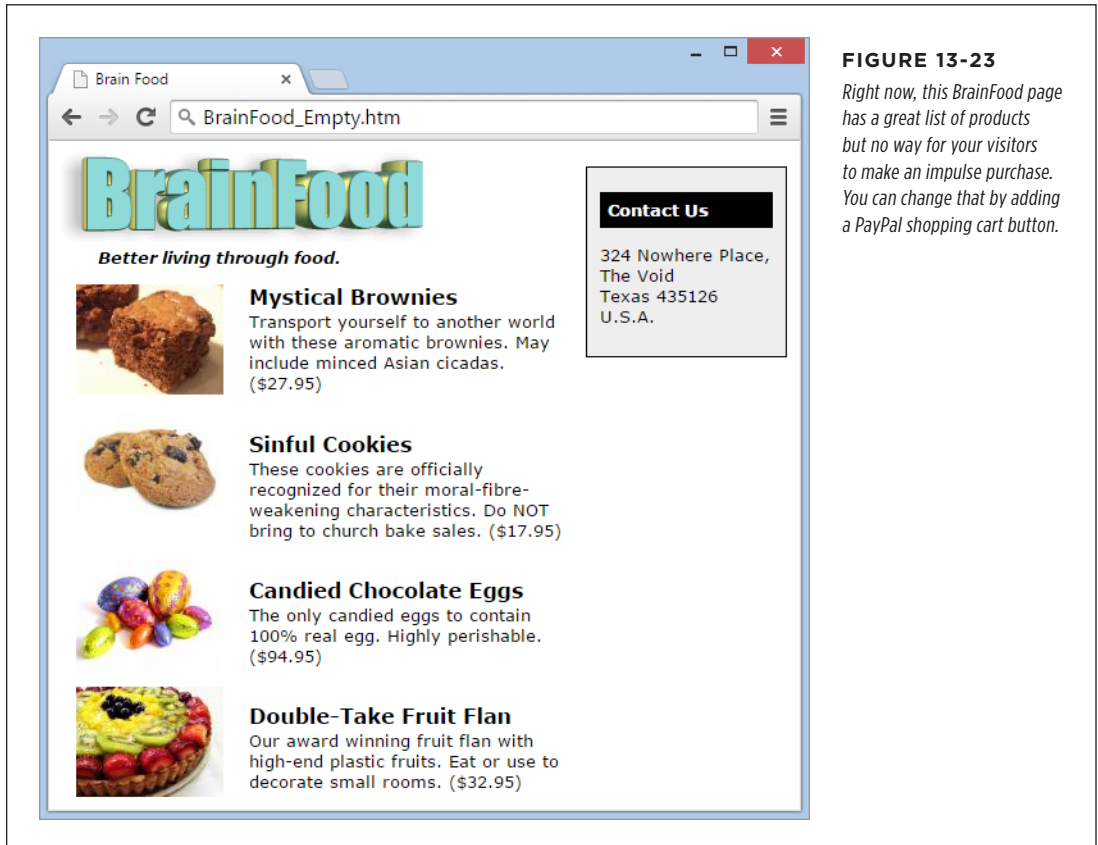 Brain Food
BrainFood_Empty.htm
BrainFood
Better living through food.
Mystical Brownies
Transport yourself to another world
with these aromatic brownies. May
include minced Asian cicadas.
($27.95)
Sinful Cookies
These cookies are officially
recognized for their moral-fibre-
weakening characteristics. Do NOT
bring to church bake sales. ($17.95)
Candied Chocolate Eggs
The only candied eggs to contain
100% real egg. Highly perishable.
($94.95)
Double-Take Fruit Flan
Our award winning fruit flan with
high-end plastic fruits. Eat or use to
decorate small rooms. ($32.95)
Contact Us
324 Nowhere Place,
The Void
Texas 435126
U.S.A.
FIGURE 13-23
Right now, this BrainFood page
has a great list of products
but no way for your visitors
to make an impulse purchase.
You can change that by adding
a PayPal shopping cart button.